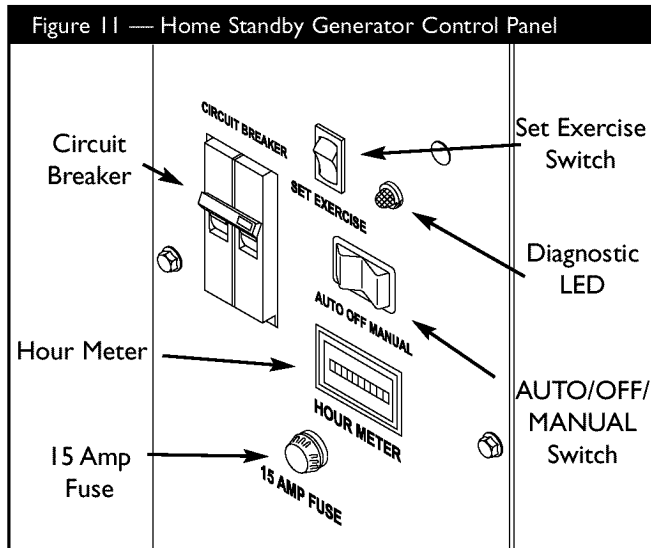 Figure 11 — Home Standby Generator Control Panel
Circuit
Breaker
CIRCUIT BREAKER
SET EXERCISE
Set Exercise
Switch
Diagnostic
LED
AUTO OFF MANUAL
Hour Meter
HOUR METER
AUTO/OFF/
MANUAL
Switch
15 Amp
Fuse
15 AMP FUSE